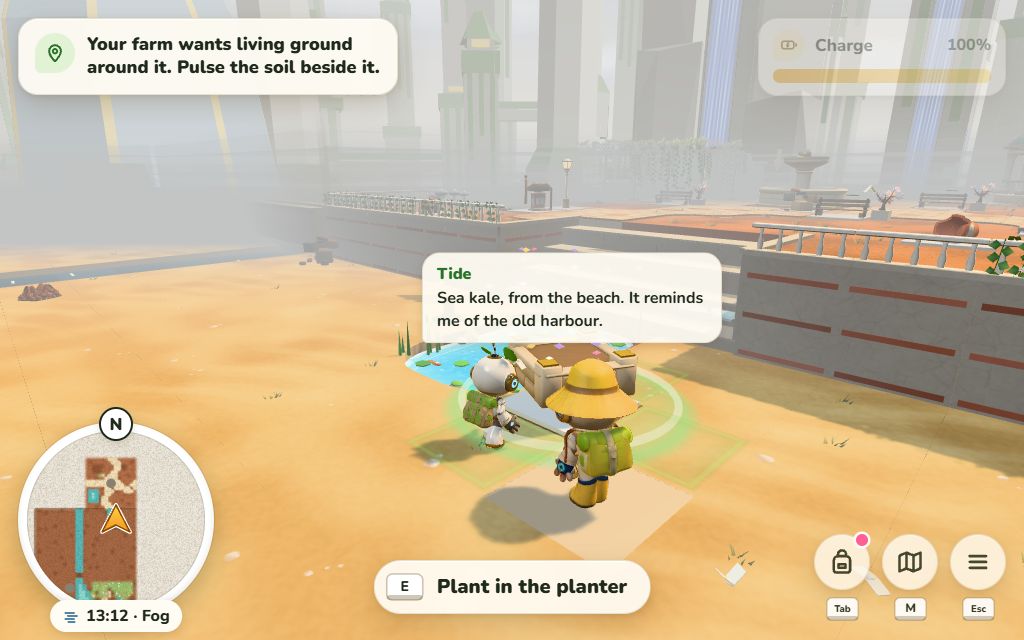 Your farm wants living ground
around it. Pulse the soil beside it.
Charge 100%
Tide
Sea kale, from the beach. It reminds
me of the old harbour.
N
13:12 · Fog
E Plant in the planter
Tab M Esc